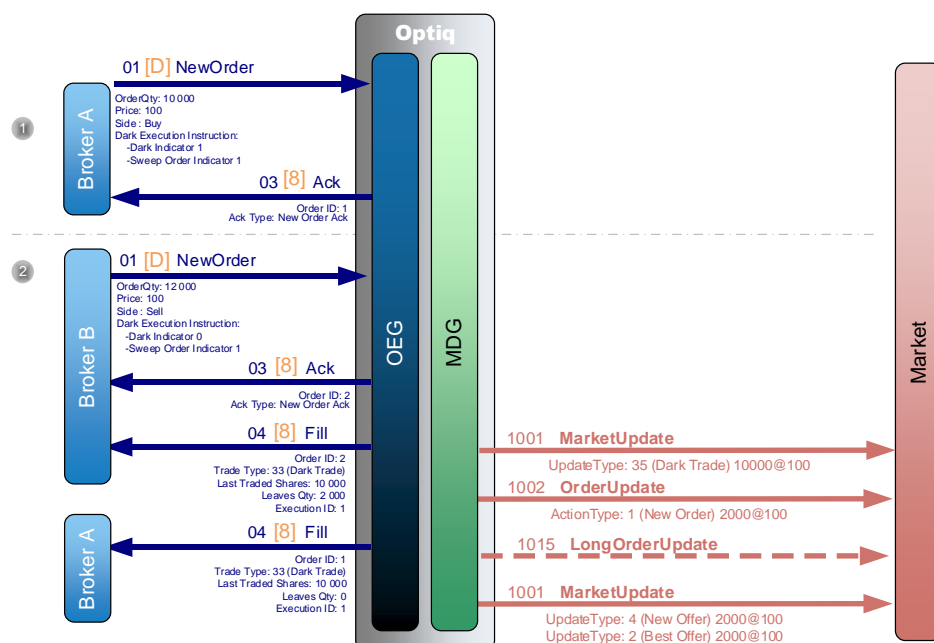 Optiq
01 [D] NewOrder
1
Broker A
OrderQty: 10 000
Price: 100
Side : Buy
Dark Execution Instruction:
-Dark Indicator 1
-Sweep Order Indicator 1
03 [8] Ack
Order ID: 1
Ack Type: New Order Ack
2
01 [D] NewOrder
Broker B
OrderQty: 12 000
Price: 100
Side : Sell
Dark Execution Instruction:
-Dark Indicator 0
-Sweep Order Indicator 1
OEG
MDG
Market
03 [8] Ack
Order ID: 2
Ack Type: New Order Ack
04 [8] Fill
Order ID: 2
Trade Type: 33 (Dark Trade)
Last Traded Shares: 10 000
Leaves Qty: 2 000
Execution ID: 1
1001 MarketUpdate
UpdateType: 35 (Dark Trade) 10000@100
1002 OrderUpdate
ActionType: 1 (New Order) 2000@100
Broker A
04 [8] Fill
Order ID: 1
Trade Type: 33 (Dark Trade)
Last Traded Shares: 10 000
Leaves Qty: 0
Execution ID: 1
1015 LongOrderUpdate
1001 MarketUpdate
UpdateType: 4 (New Offer) 2000@100
UpdateType: 2 (Best Offer) 2000@100